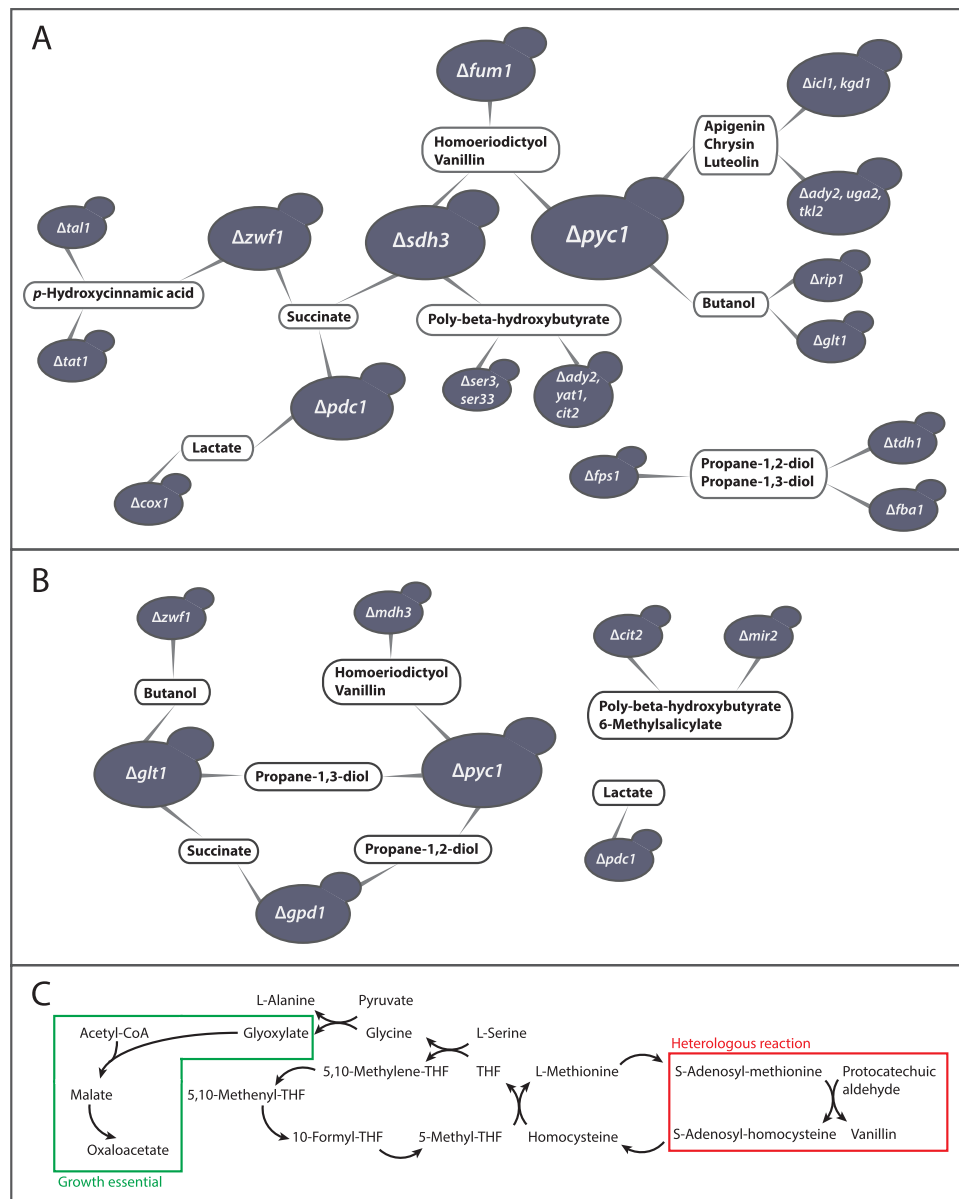 A
Δfum1
Δicl1, kgd1
Homoeriodictyol
Vanillin
Apigenin
Chrysin
Luteolin
Δady2, uga2,
tkl2
Δtal1
Δzwf1
Δsdh3
Δpyc1
p-Hydroxycinnamic acid
Δrip1
Succinate
Poly-beta-hydroxybutyrate
Butanol
Δglt1
Δtat1
Δser3,
ser33
Δady2,
yat1,
cit2
Δpdc1
Lactate
Δcox1
Δfps1
Propane-1,2-diol
Propane-1,3-diol
Δtdh1
Δfba1
B
Δzwf1
Δmdh3
Δcit2
Δmir2
Butanol
Homoeriodictyol
Vanillin
Poly-beta-hydroxybutyrate
6-Methylsalicylate
Δglt1
Propane-1,3-diol
Δpyc1
Lactate
Succinate
Propane-1,2-diol
Δpdc1
Δgpd1
C
L-Alanine
Pyruvate
Acetyl-CoA
Glyoxylate
Glycine
L-Serine
Heterologous reaction
5,10-Methylene-THF
THF
L-Methionine
S-Adenosyl-methionine
Protocatechuic
aldehyde
Malate
5,10-Methenyl-THF
Oxaloacetate
10-Formyl-THF
5-Methyl-THF
Homocysteine
S-Adenosyl-homocysteine
Vanillin
Growth essential